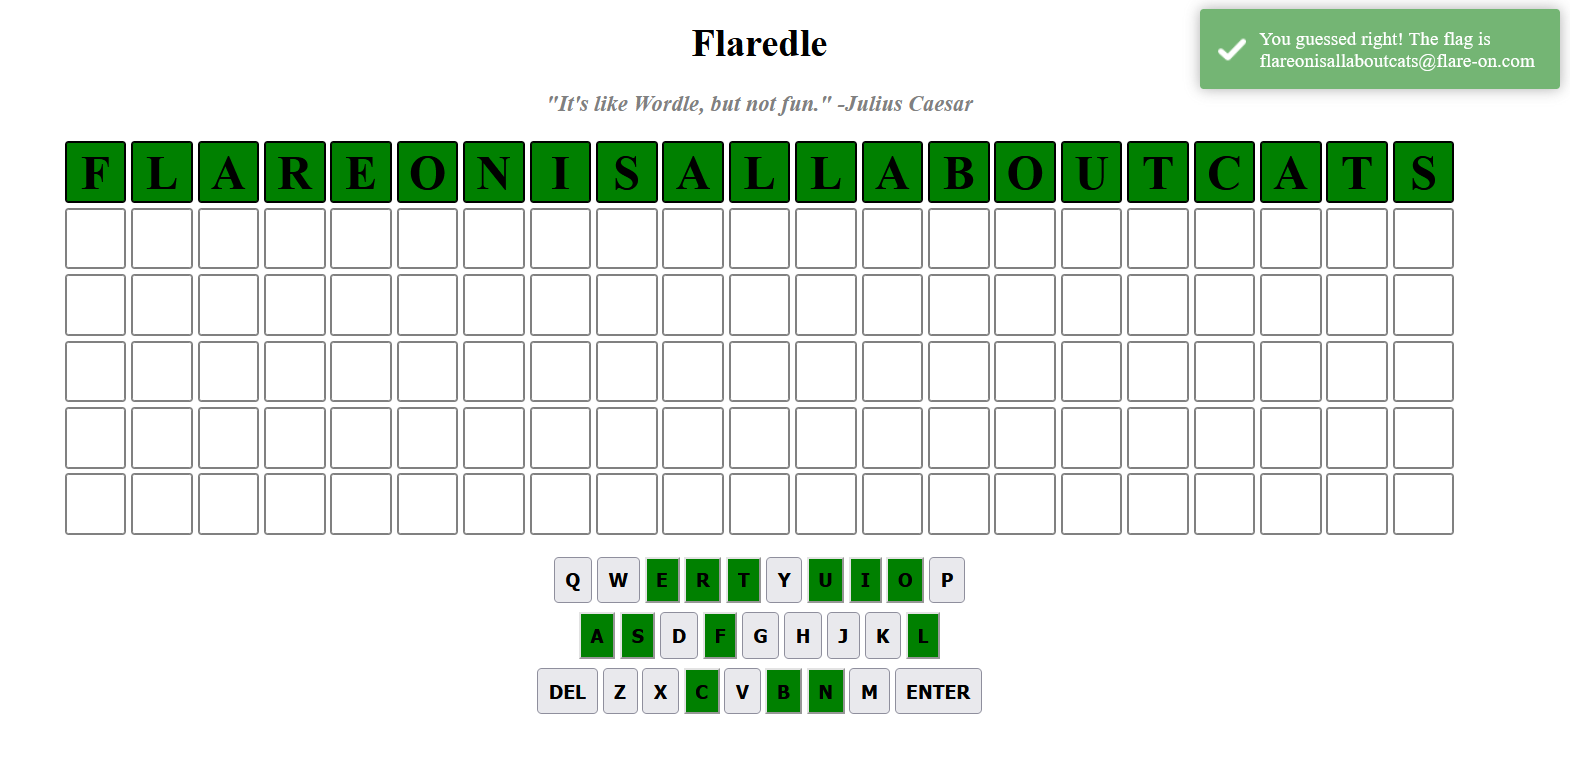 Flaredle
You guessed right! The flag is
flareonisallaboutcats@flare-on.com
"It's like Wordle, but not fun." -Julius Caesar
F L A R E O N I S A L L A B O U T C A T S
Q W E R T Y U I O P
A S D F G H J K L
DEL Z X C V B N M ENTER